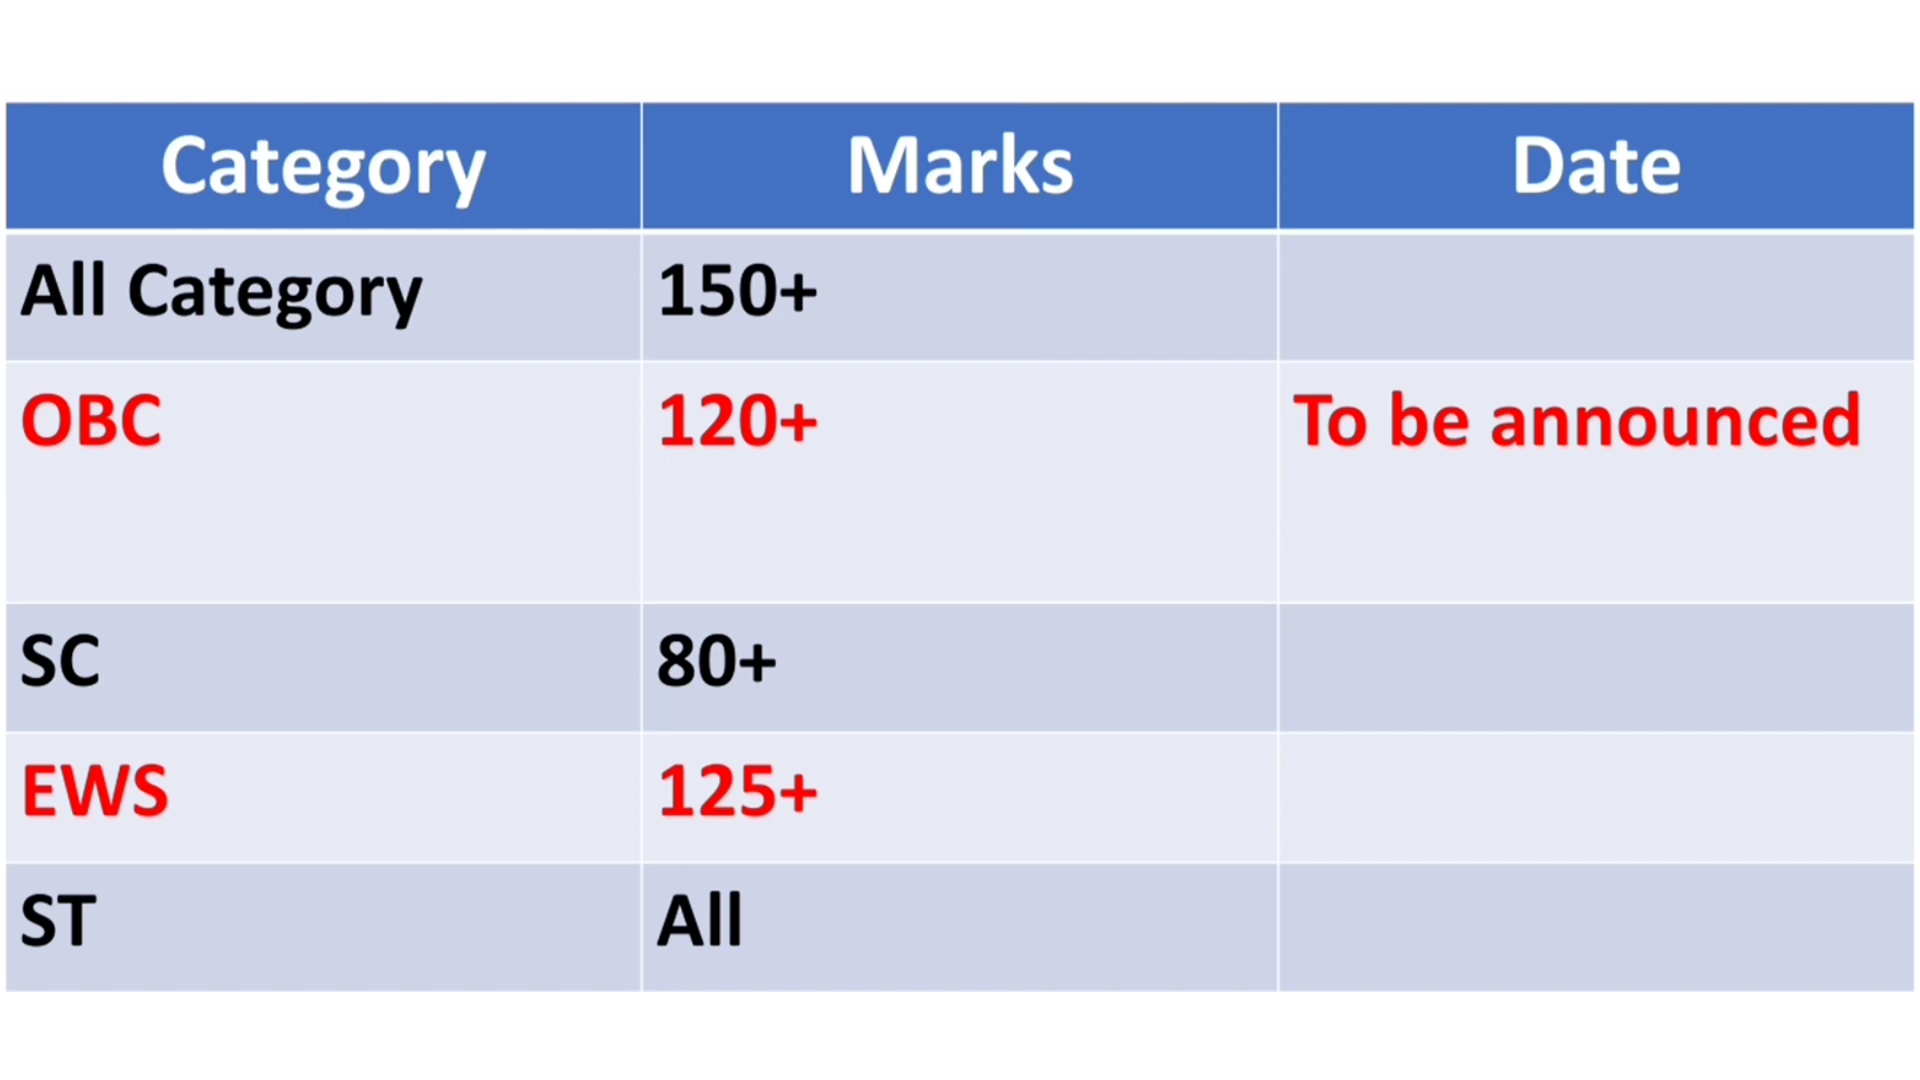 Category Marks Date
All Category 150+
OBC 120+ To be announced
SC 80+
EWS 125+
ST All